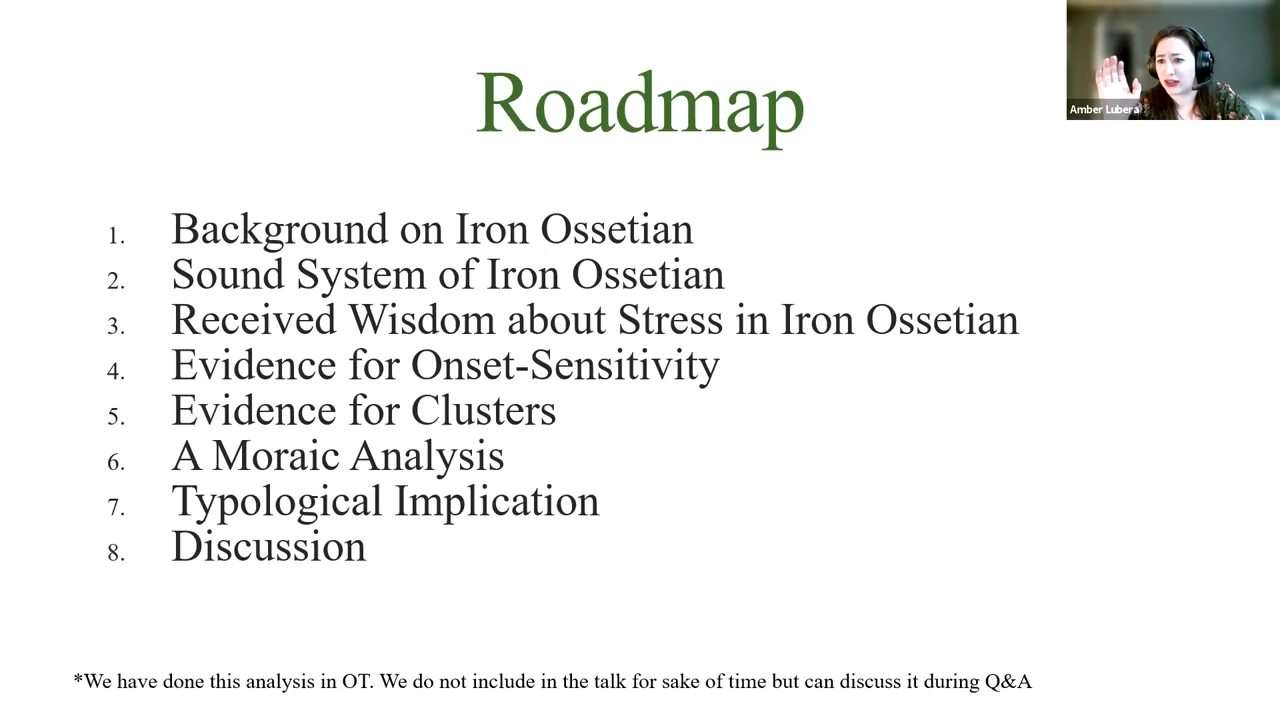 Roadmap
Amber Lubera
1. Background on Iron Ossetian
2. Sound System of Iron Ossetian
3. Received Wisdom about Stress in Iron Ossetian
4. Evidence for Onset-Sensitivity
5. Evidence for Clusters
6. A Moraic Analysis
7. Typological Implication
8. Discussion
*We have done this analysis in OT. We do not include in the talk for sake of time but can discuss it during Q&A